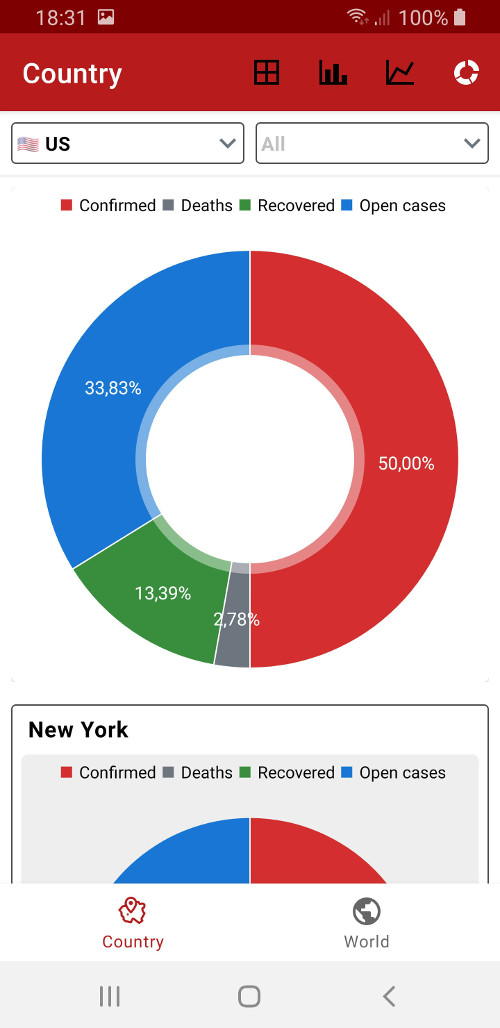 18:31 100%
Country
US All
Confirmed Deaths Recovered Open cases
33,83%
50,00%
13,39%
2,78%
New York
Confirmed Deaths Recovered Open cases
Country World